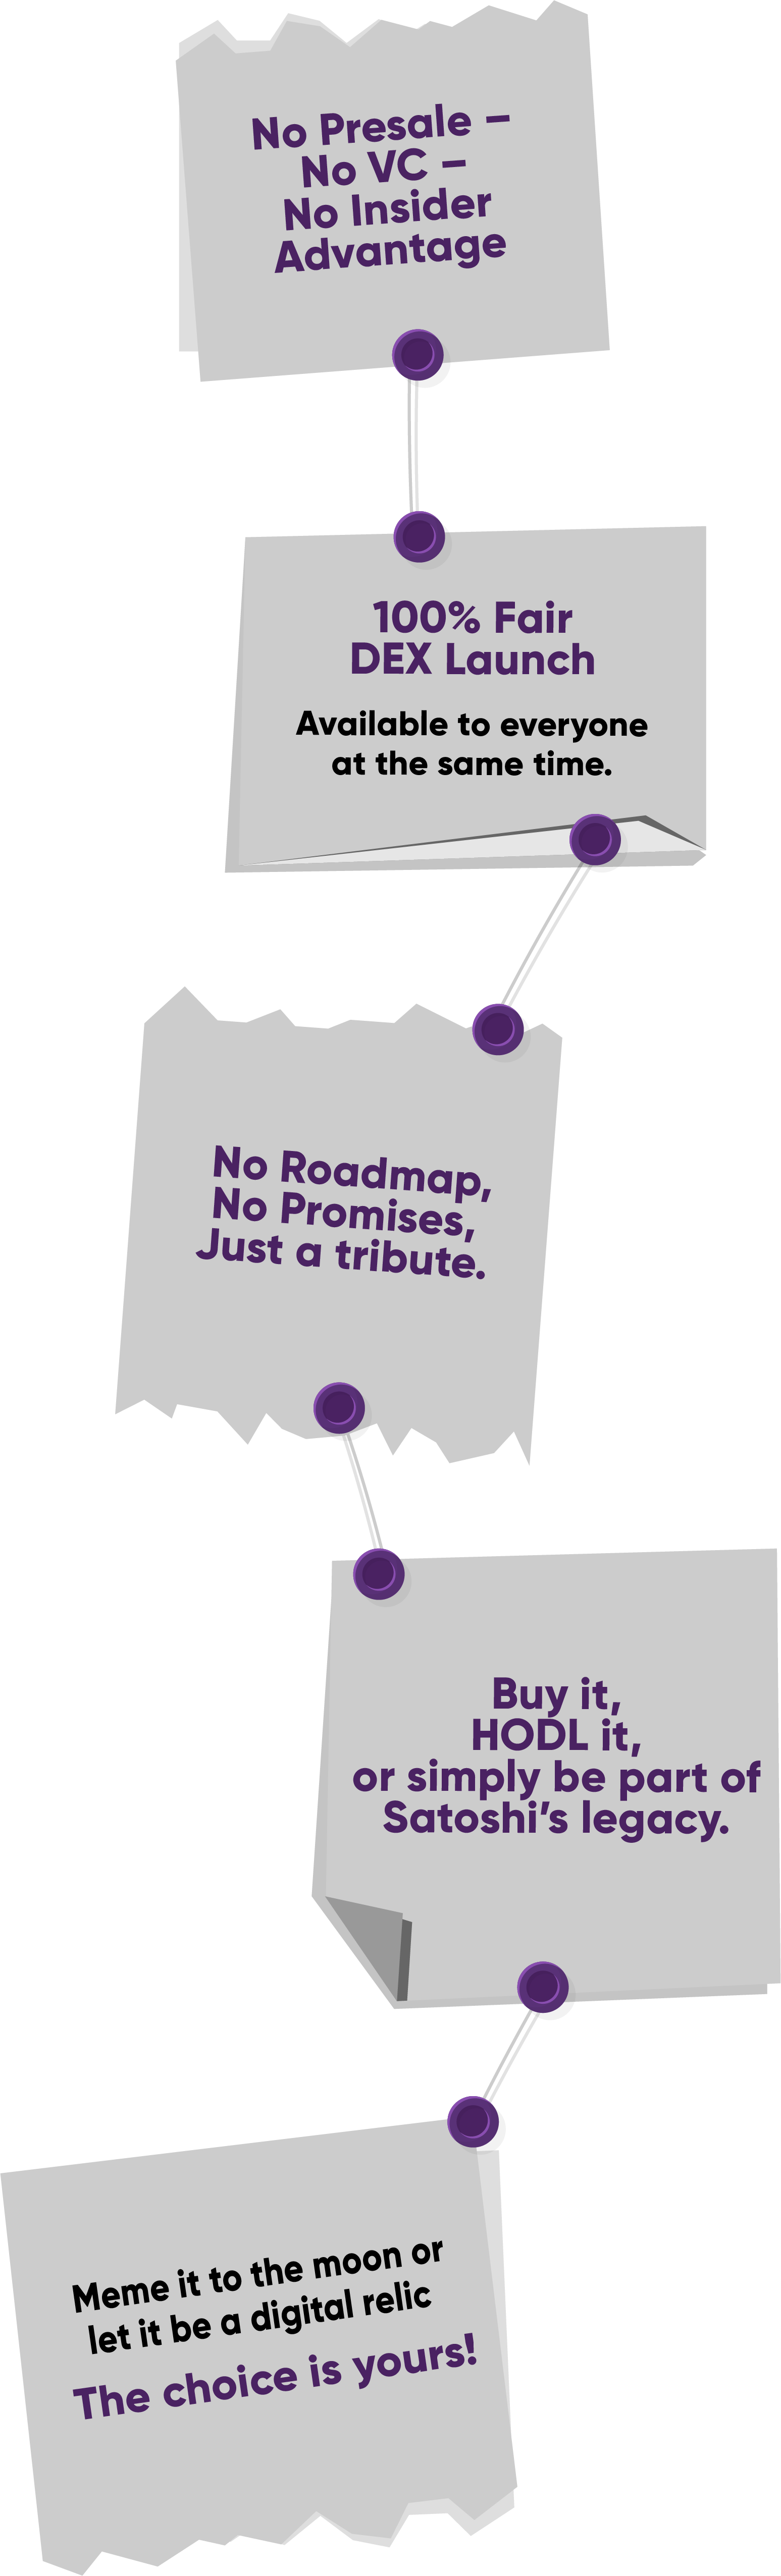 No Presale –
No VC –
No Insider
Advantage
100% Fair
DEX Launch
Available to everyone
at the same time.
No Roadmap,
No Promises,
Just a tribute.
Buy it,
HODL it,
or simply be part of
Satoshi’s legacy.
Meme it to the moon or
let it be a digital relic
The choice is yours!